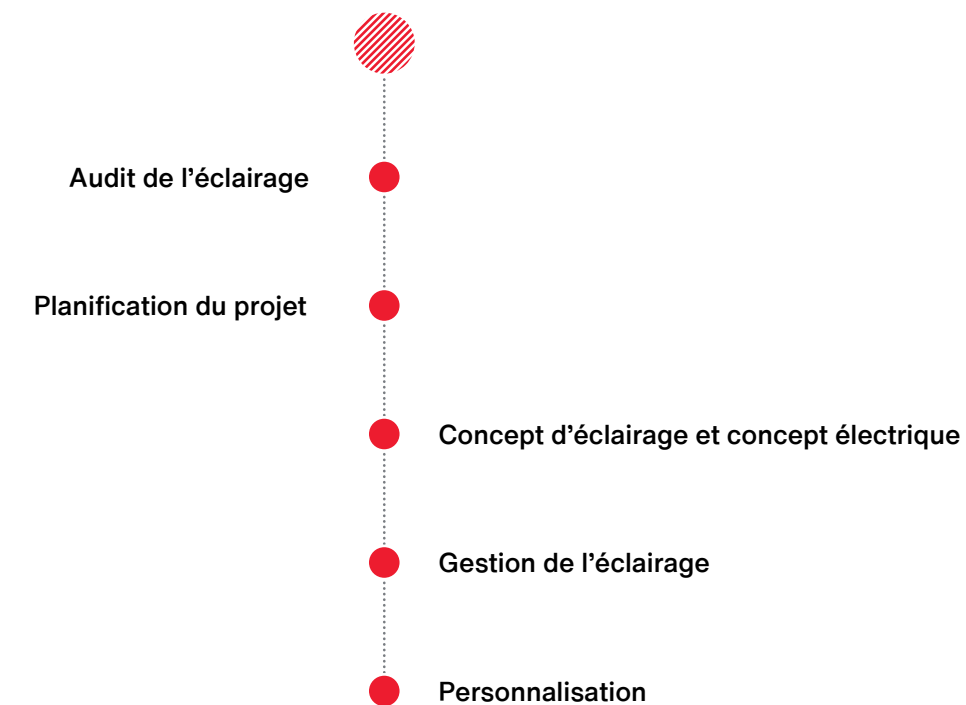 Audit de l’éclairage
Planification du projet
Concept d’éclairage et concept électrique
Gestion de l’éclairage
Personnalisation